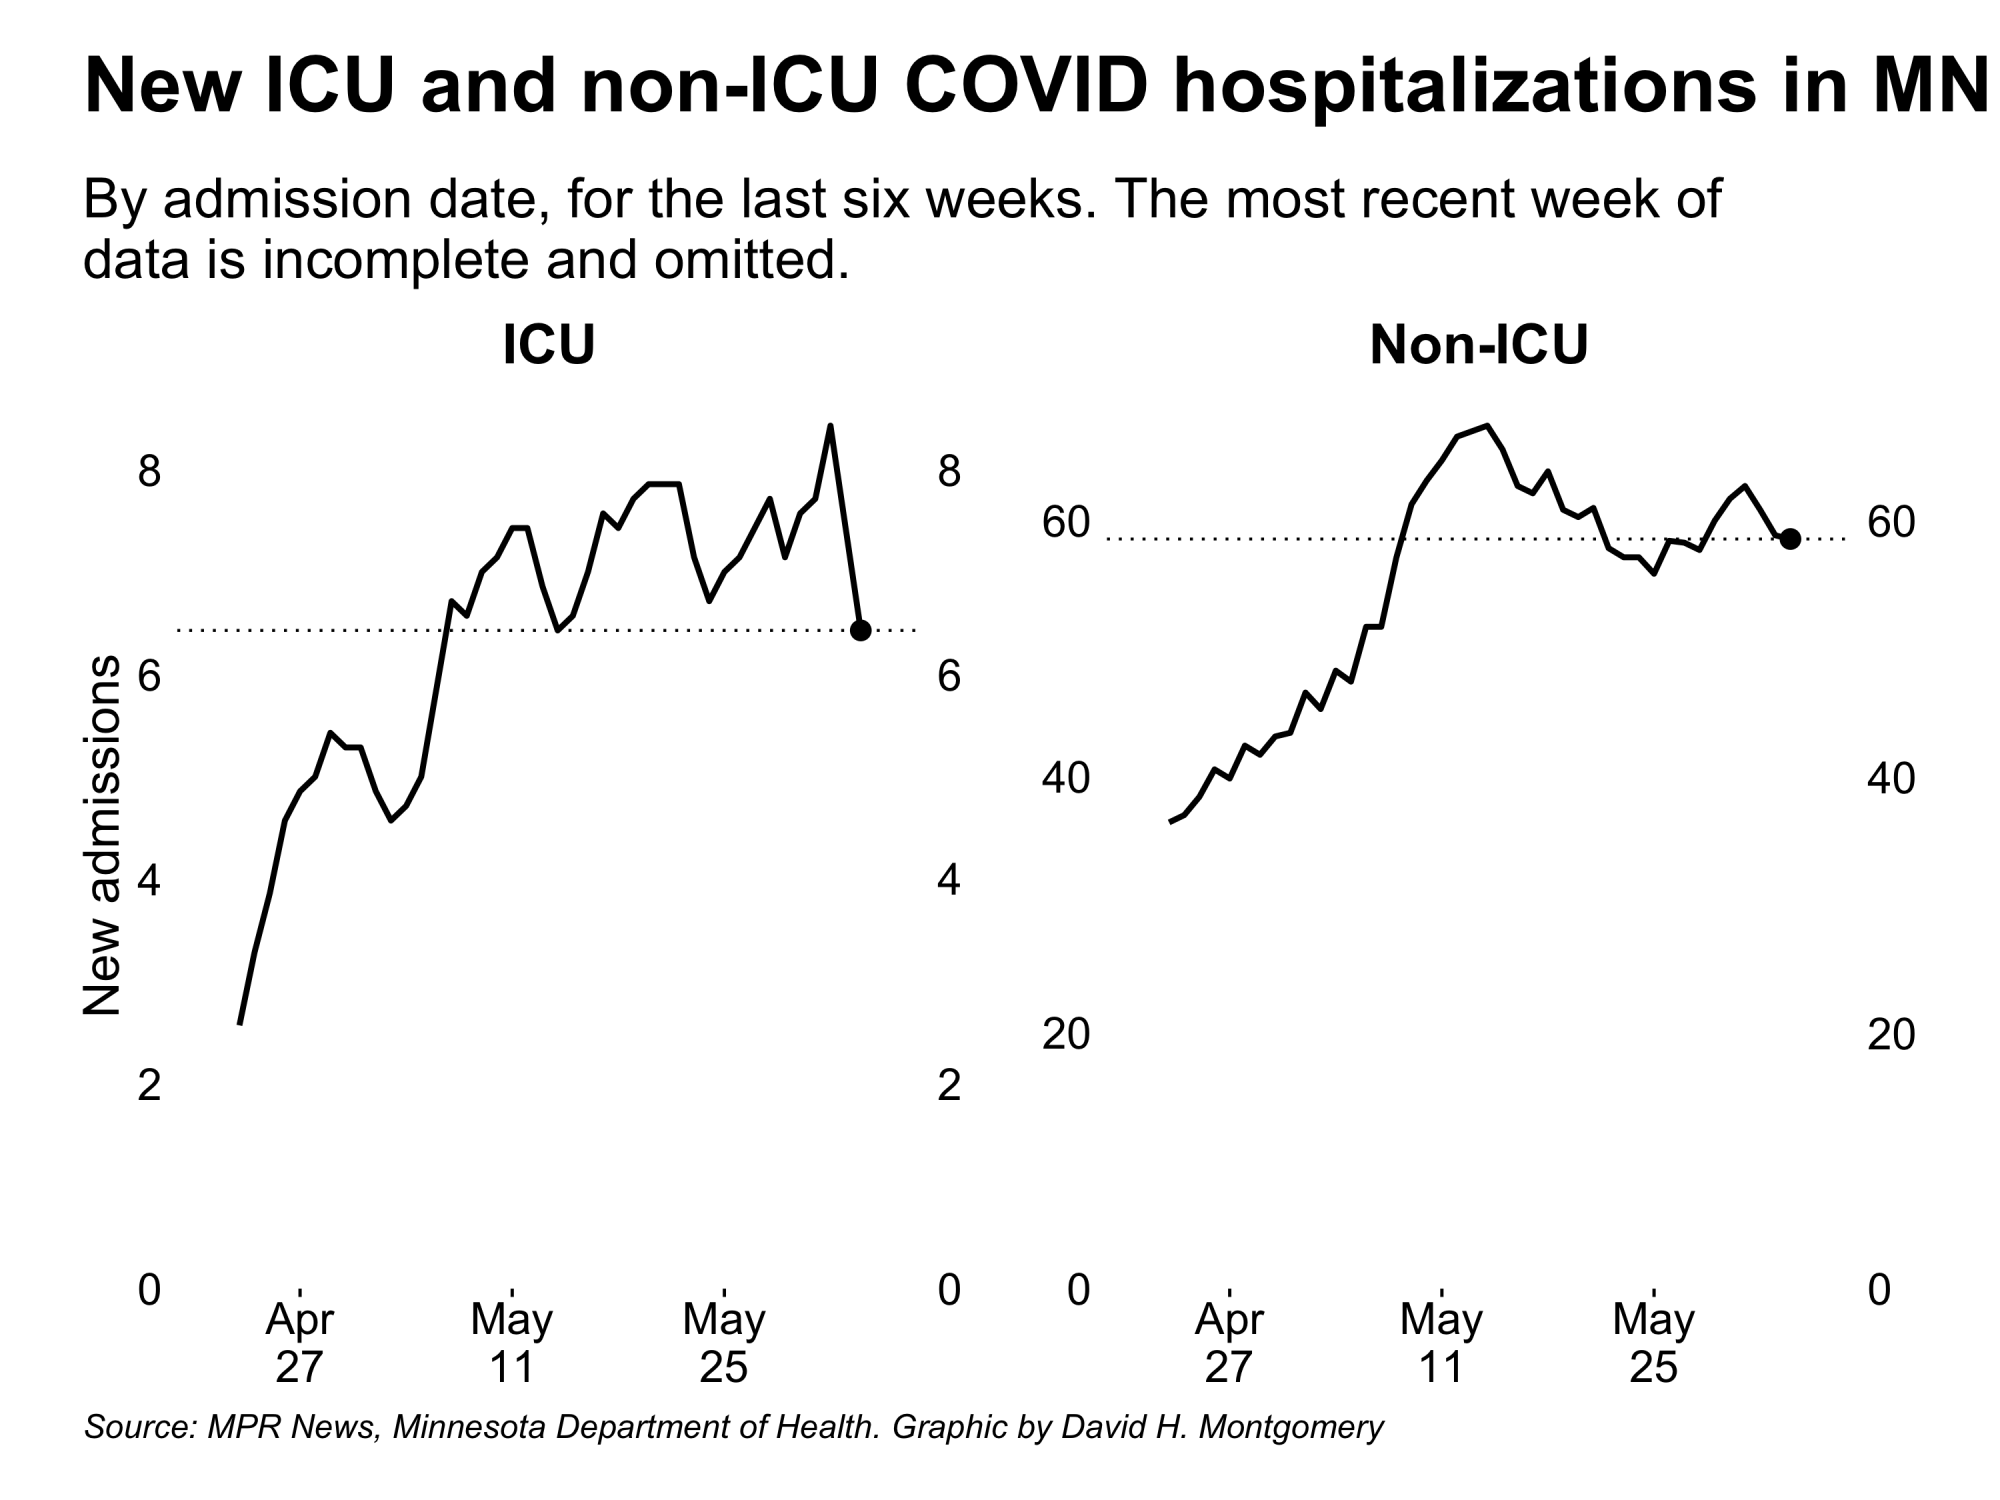 New ICU and non-ICU COVID hospitalizations in MN
By admission date, for the last six weeks. The most recent week of
data is incomplete and omitted.
ICU
New admissions
8
6
4
2
0
8
6
4
2
0
Apr
27
May
11
May
25
Non-ICU
60
40
20
0
60
40
20
0
Apr
27
May
11
May
25
Source: MPR News, Minnesota Department of Health. Graphic by David H. Montgomery